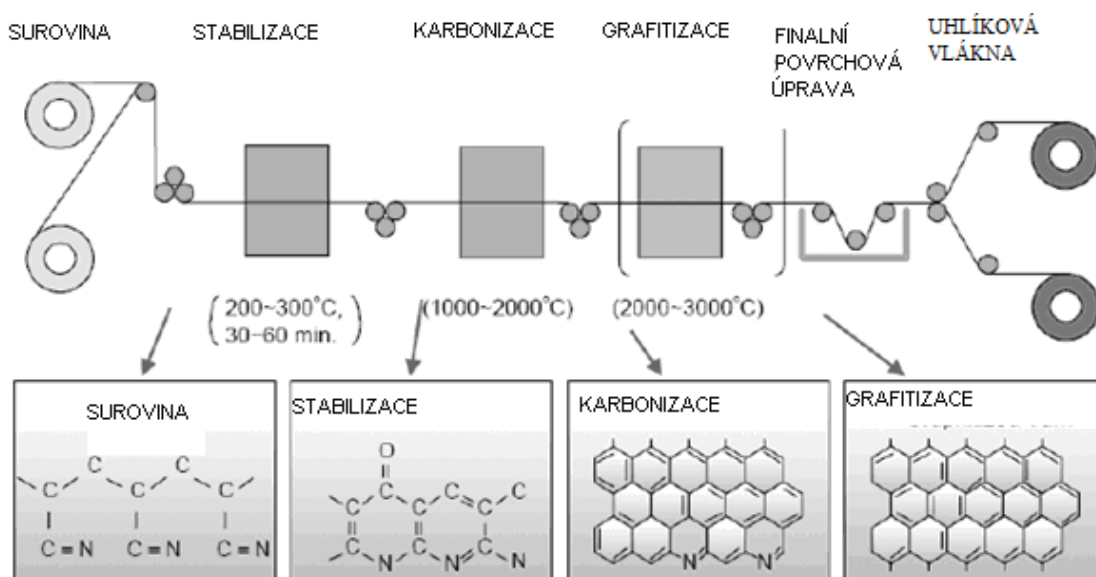 SUROVINA
STABILIZACE
KARBONIZACE
GRAFITIZACE
FINALNÍ
POVRCHOVÁ
ÚPRAVA
UHLÍKOVÁ
VLÁKNA
200~300°C,
30~60 min.
(1000~2000°C)
(2000~3000°C)
SUROVINA
C C
C C C
C=N C=N C=N
STABILIZACE
O
C C C
C C C
C C C
N N N
KARBONIZACE
N N
GRAFITIZACE